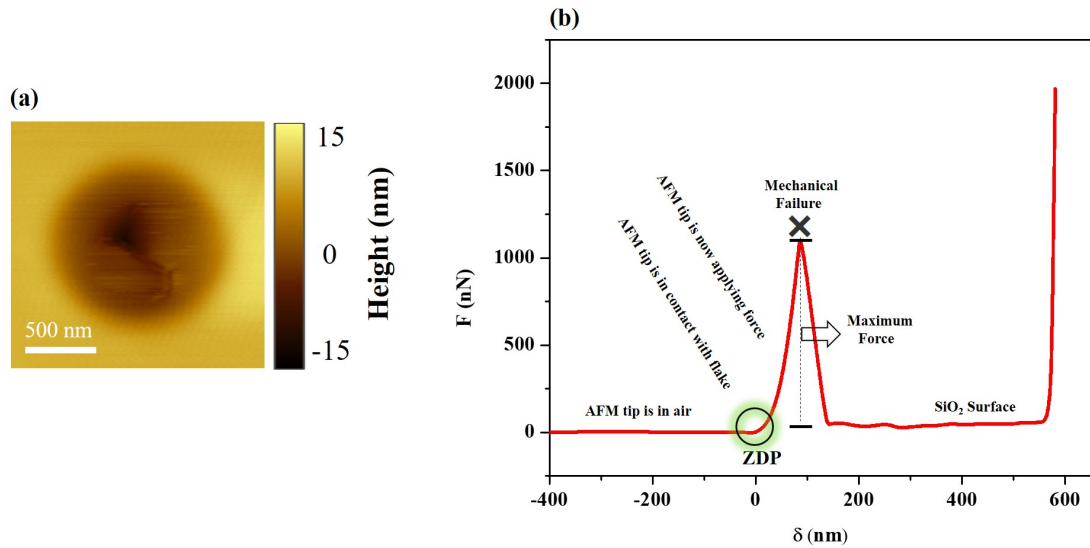 (a)
500 nm
15
0
-15
Height (nm)
(b)
F (nN)
2000
1500
1000
500
0
-400
-200
0
200
400
600
δ (nm)
AFM tip is in air
AFM tip is in contact with flake
AFM tip is now applying force
Mechanical
Failure
Maximum
Force
SiO₂ Surface
ZDP